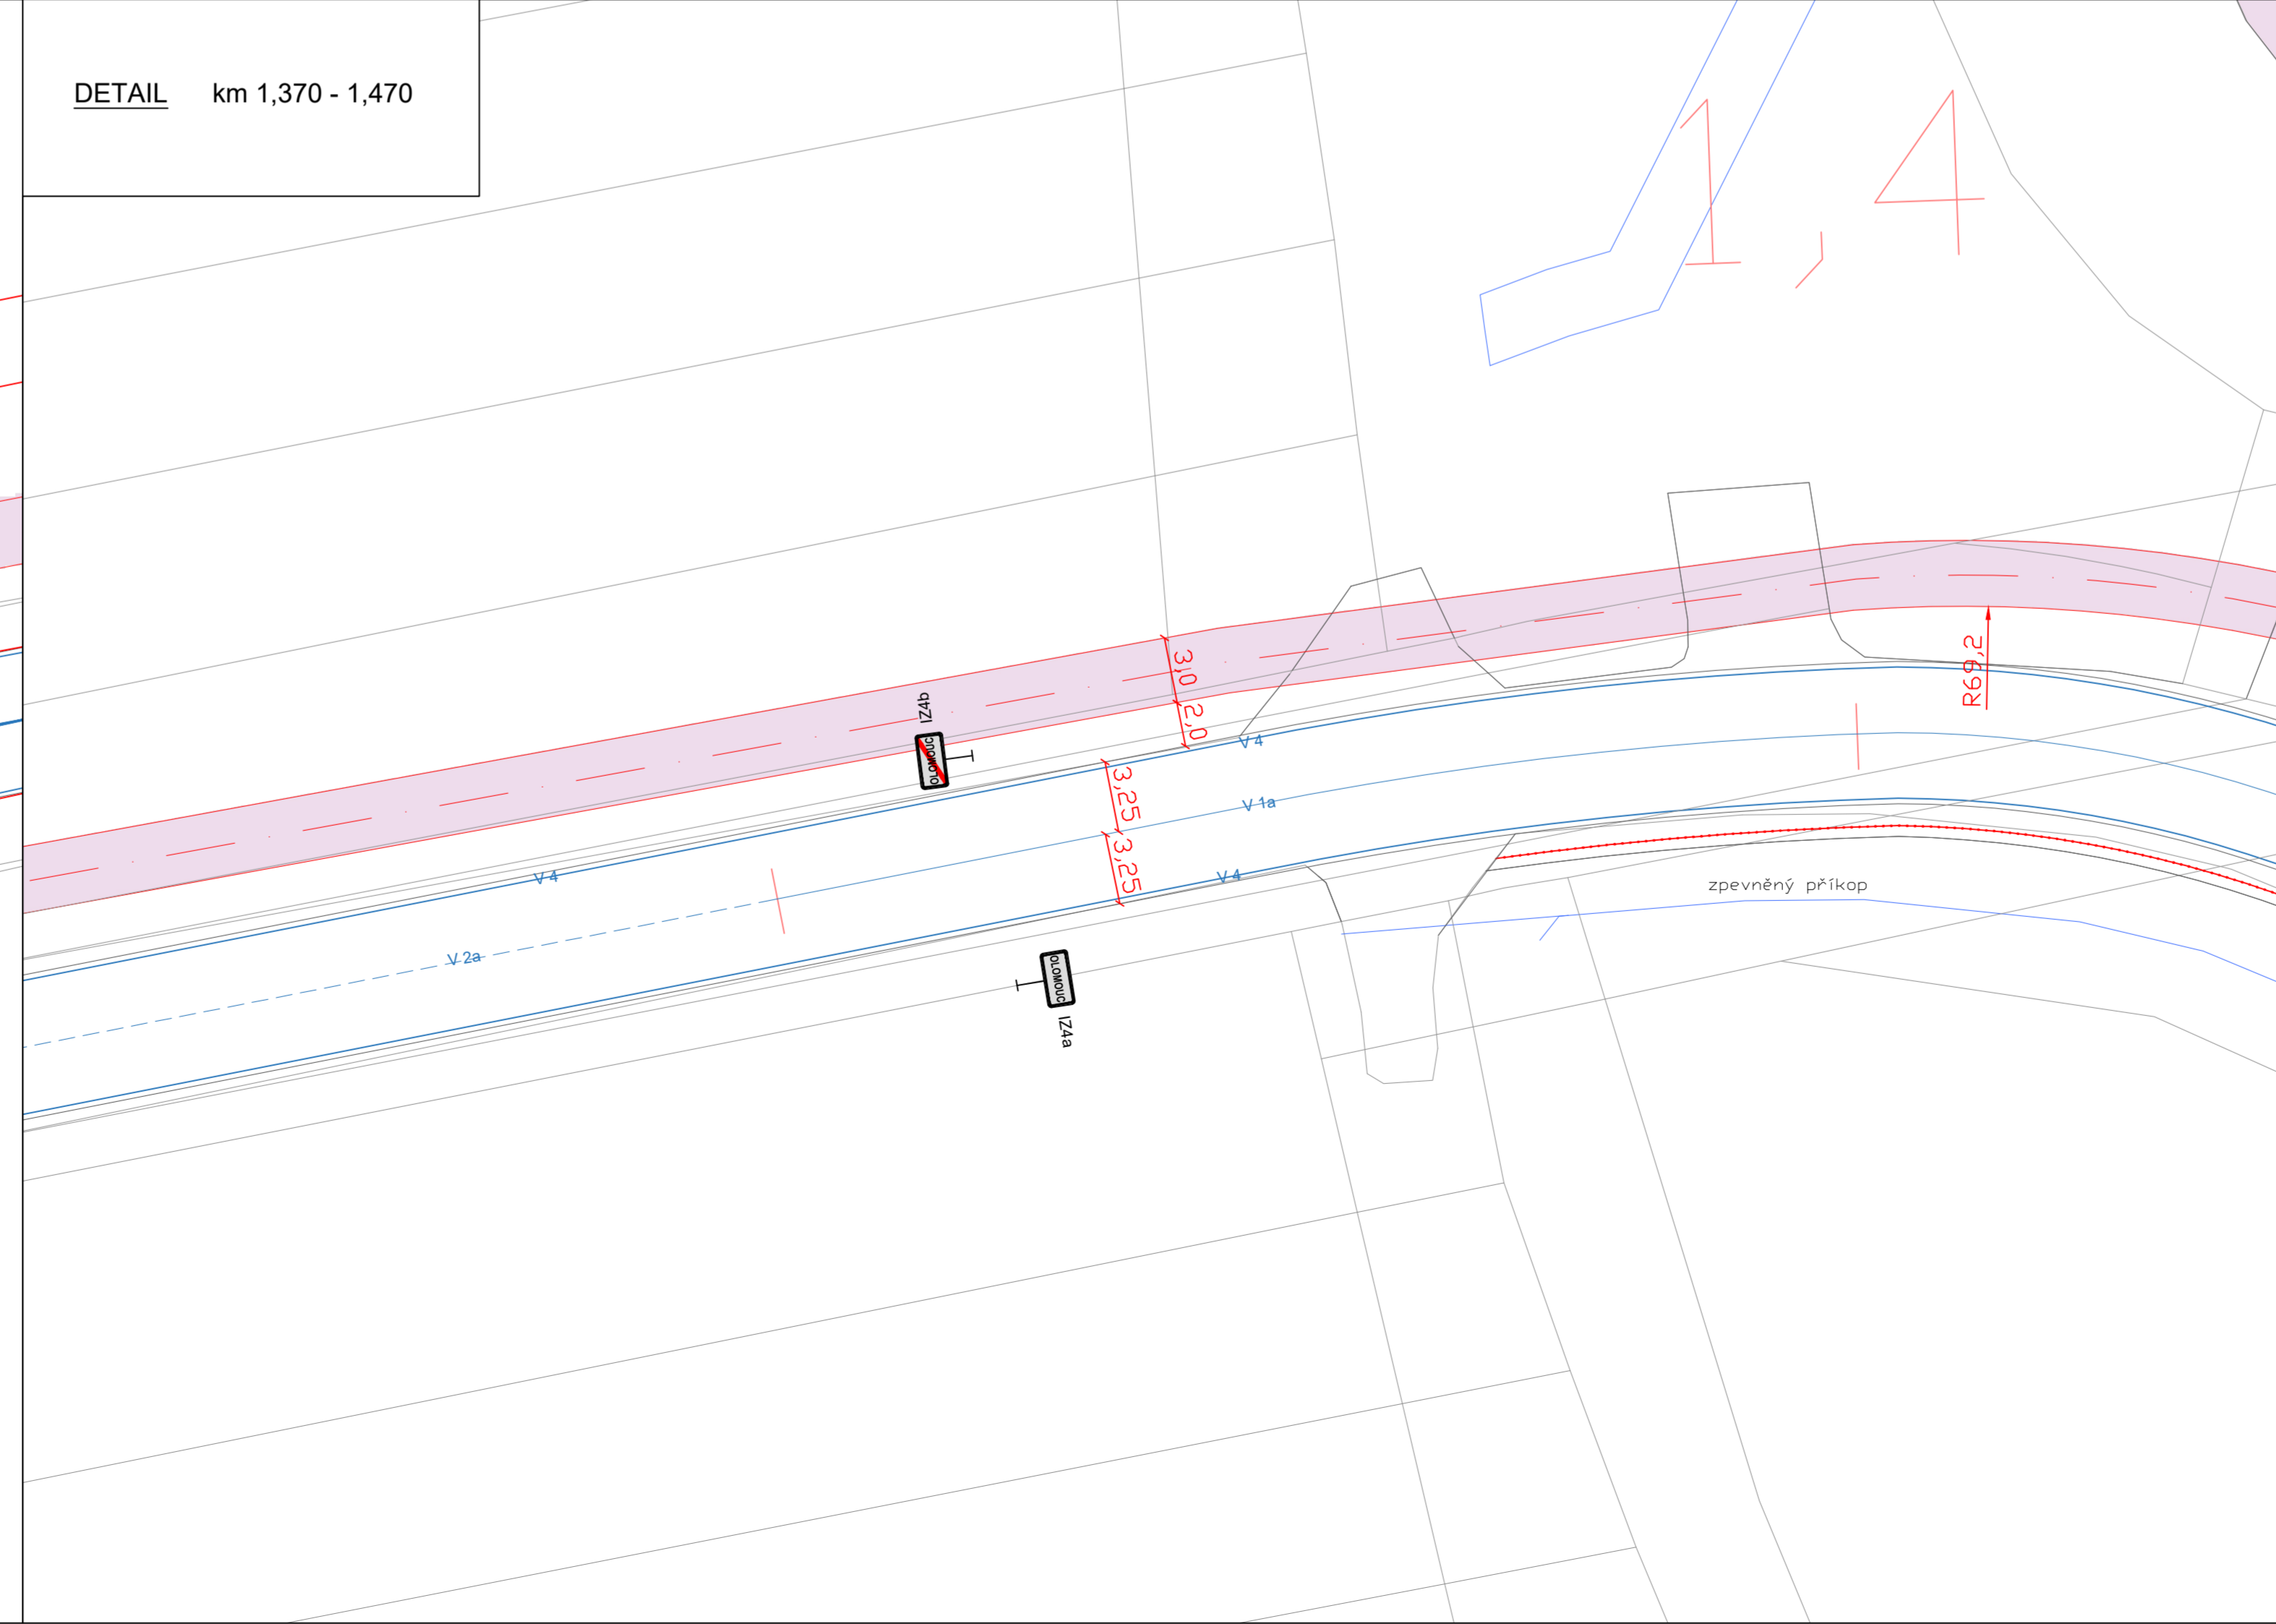 DETAIL km 1,370 - 1,470
1,4
3,0
2,0
R69,2
IZ4b
OLOMOUC
V 4
3,25
V 1a
3,25
V 4
V 4
zpevněný příkop
V 2a
OLOMOUC
IZ4a